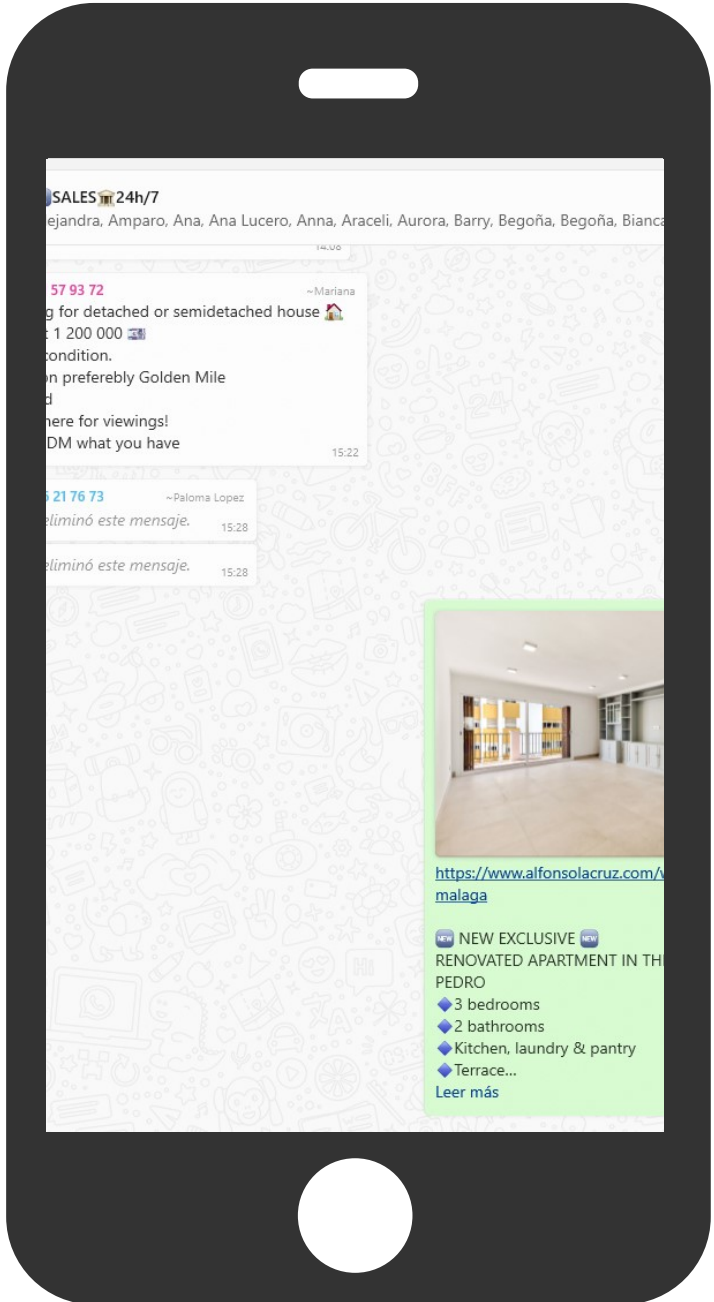 SALES🏛️24h/7
ejandra, Amparo, Ana, Ana Lucero, Anna, Araceli, Aurora, Barry, Begoña, Begoña, Bianca
14:08
57 93 72 ~Mariana
g for detached or semidetached house 🏠
1 200 000 💶
condition.
on preferebly Golden Mile
d
here for viewings!
DM what you have
15:22
21 76 73 ~Paloma Lopez
eliminó este mensaje. 15:28
eliminó este mensaje. 15:28
https://www.alfonsolacruz.com/
malaga
🆕 NEW EXCLUSIVE 🆕
RENOVATED APARTMENT IN TH
PEDRO
🔷3 bedrooms
🔷2 bathrooms
🔷Kitchen, laundry & pantry
🔷Terrace...
Leer más